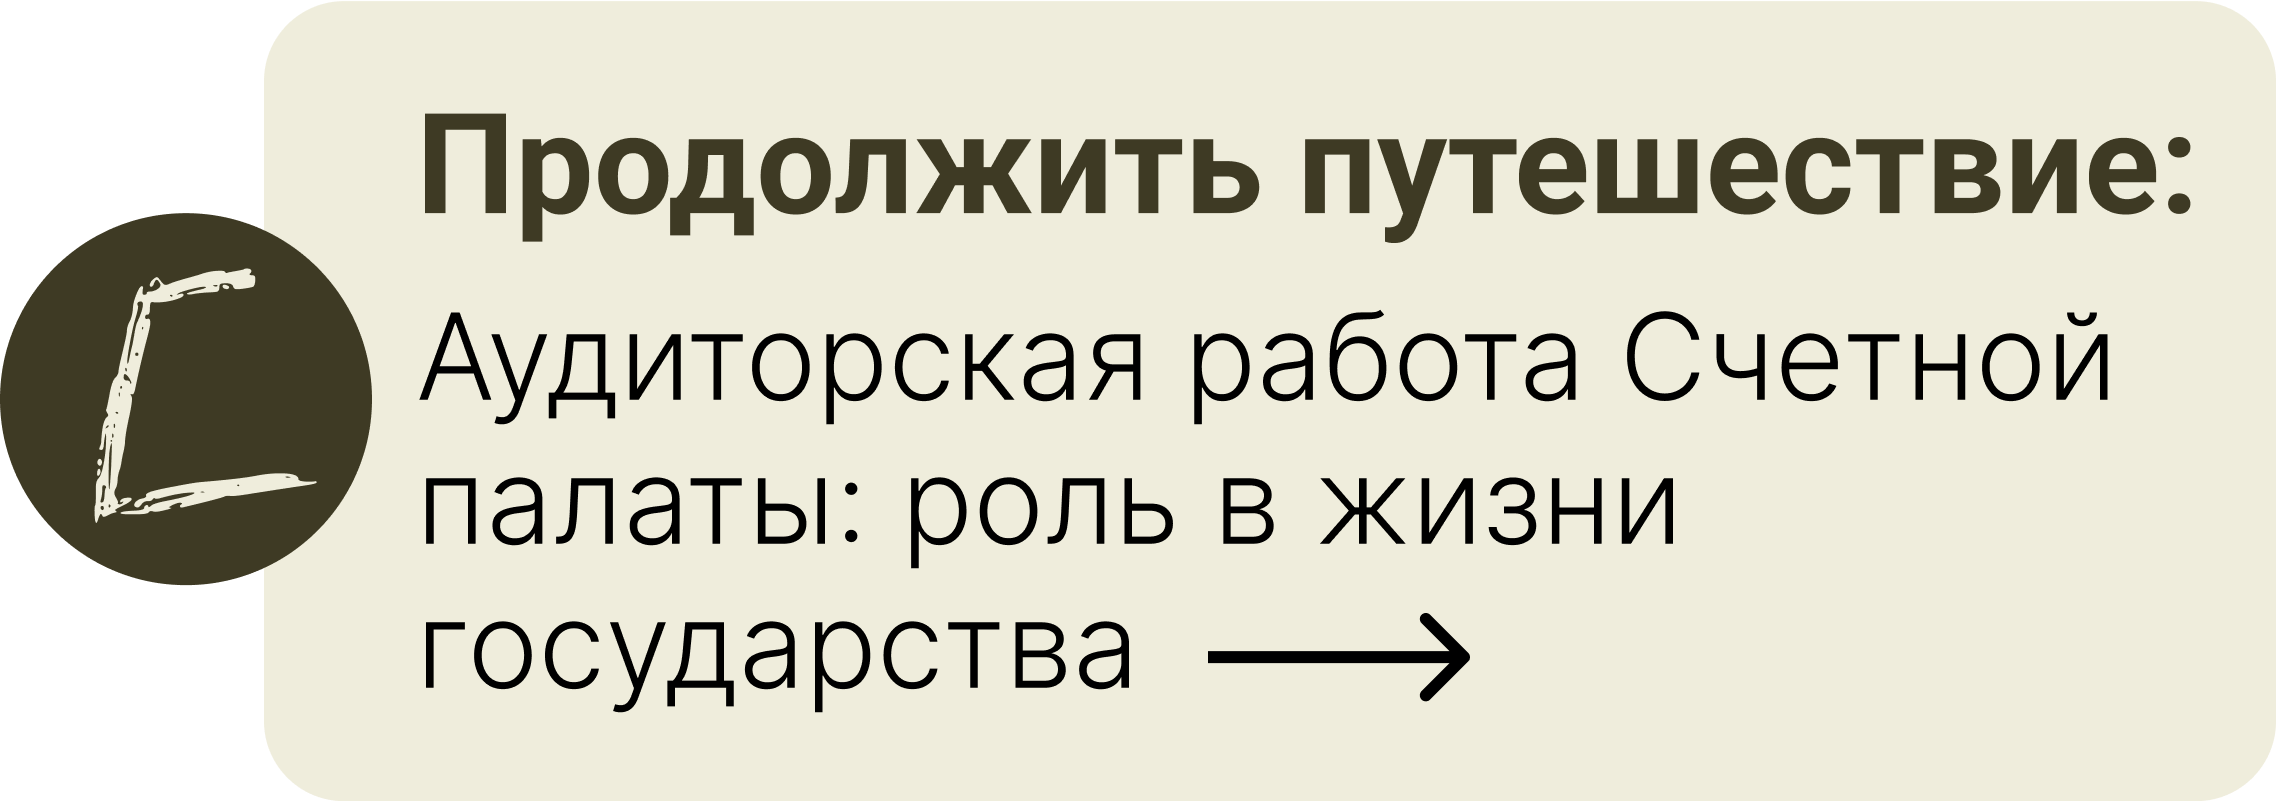 Продолжить путешествие:
С
Аудиторская работа Счетной
палаты: роль в жизни
государства →